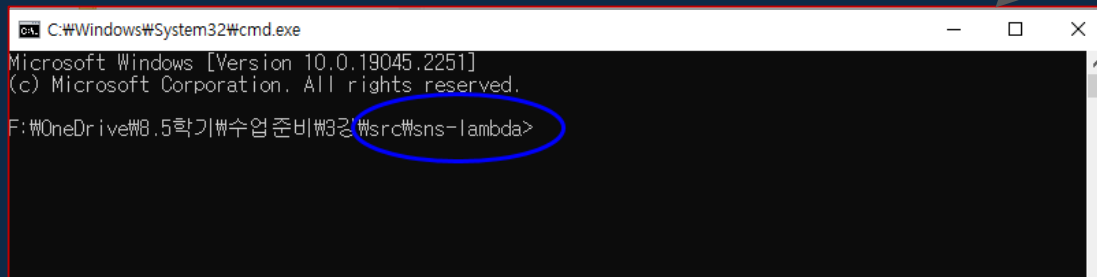 C:₩Windows₩System32₩cmd.exe
Microsoft Windows [Version 10.0.19045.2251]
(c) Microsoft Corporation. All rights reserved.
F:₩OneDrive₩8.5학기₩수업준비₩3강₩src₩sns-lambda>